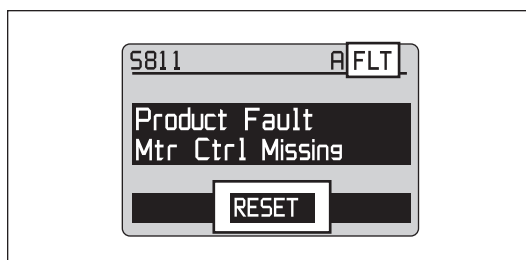 S811 A FLT
Product Fault
Mtr Ctrl Missing
RESET